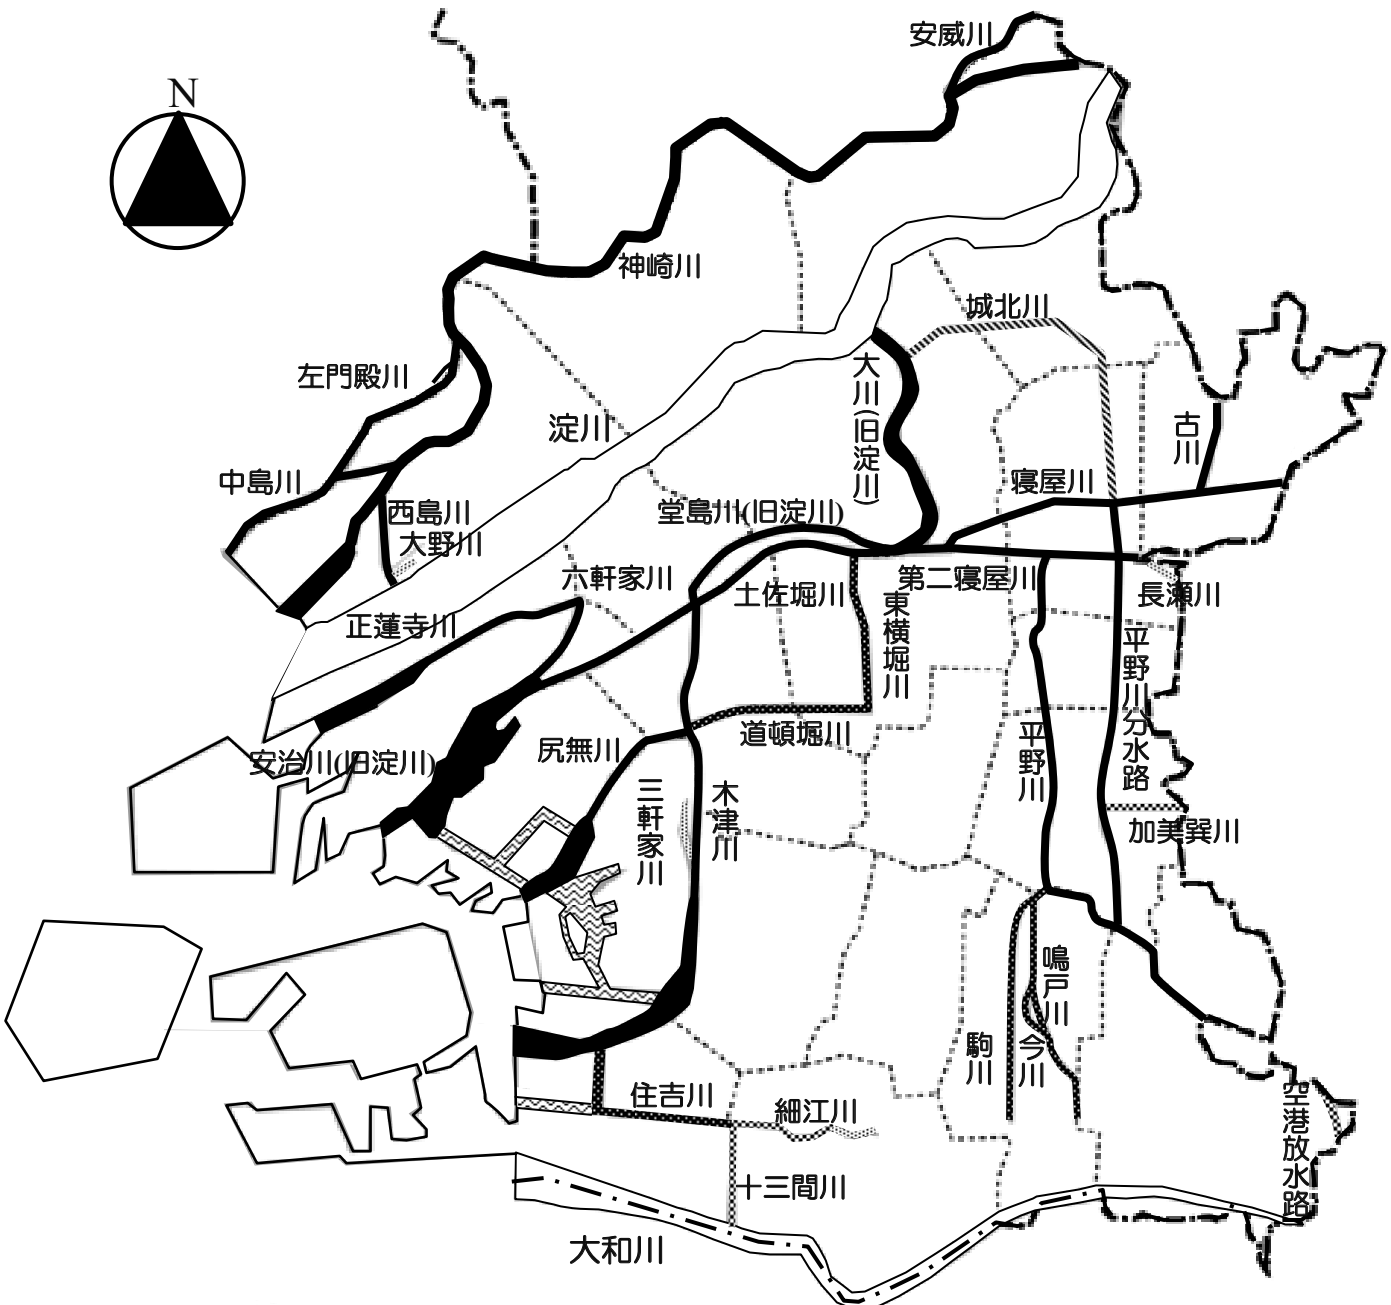 安威川
N
神崎川
城北川
大川(旧淀川)
左門殿川
淀川
古川
中島川
寝屋川
西島川
堂島川(旧淀川)
大野川
六軒家川
土佐堀川
第二寝屋川
長瀬川
東横堀川
正蓮寺川
平野川分水路
道頓堀川
平野川
安治川(旧淀川)
尻無川
三軒家川
木津川
加美巽川
鳴戸川
駒川
今川
住吉川
細江川
空港放水路
十三間川
大和川